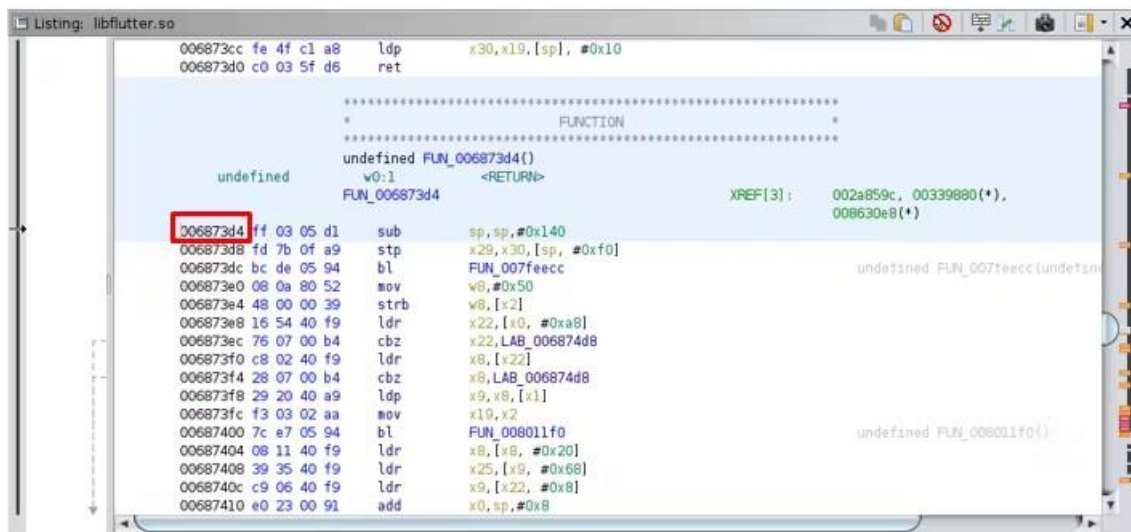 Listing: libflutter.so
006873cc fe 4f c1 a8 ldp x30,x19,[sp], #0x10
006873d0 c0 03 5f d6 ret
*************************************************************
* FUNCTION *
*************************************************************
undefined FUN_006873d4()
undefined w0:1 <RETURN>
FUN_006873d4 XREF[3]: 002a859c, 00339880(*),
008630e8(*)
006873d4 ff 03 05 d1 sub sp,sp,#0x140
006873d8 fd 7b 0f a9 stp x29,x30,[sp, #0xf0]
006873dc bc de 05 94 bl FUN_007feecc undefined FUN_007feecc(undefine
006873e0 08 0a 80 52 mov w8,#0x50
006873e4 48 00 00 39 strb w8,[x2]
006873e8 16 54 40 f9 ldr x22,[x0, #0xa8]
006873ec 76 07 00 b4 cbz x22,LAB_006874d8
006873f0 c8 02 40 f9 ldr x8,[x22]
006873f4 28 07 00 b4 cbz x8,LAB_006874d8
006873f8 29 20 40 a9 ldp x9,x8,[x1]
006873fc f3 03 02 aa mov x19,x2
00687400 7c e7 05 94 bl FUN_008011f0 undefined FUN_008011f0()
00687404 08 11 40 f9 ldr x8,[x8, #0x20]
00687408 39 35 40 f9 ldr x25,[x9, #0x68]
0068740c c9 06 40 f9 ldr x9,[x22, #0x8]
00687410 e0 23 00 91 add x0,sp,#0x8